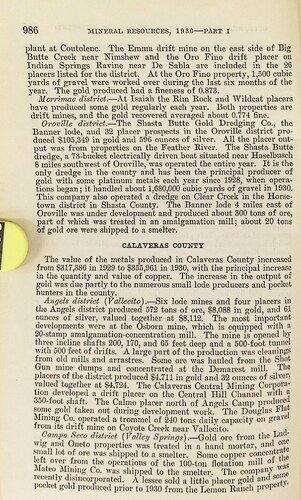 986 MINERAL RESOURCES, 1930—PART I
plant at Coutolenc. The Emma drift mine on the east side of Big
Butte Creek near Nimshew and the Oro Fino drift placer on
Indian Springs Ravine near De Sabla are included in the 26
placers listed for the district. At the Oro Fino property, 1,500 cubic
yards of gravel were worked over during the last six months of the
year. The gold produced had a fineness of 0.873.
Merrimac district.—At Isaiah the Rim Rock and Wildcat placers
have produced some gold regularly each year. Both properties are
drift mines, and the gold recovered averaged about 0.774 fine.
Oroville district.—The Shasta Butte Gold Dredging Co., the
Banner lode, and 32 placer prospects in the Oroville district pro-
duced $105,349 in gold and 596 ounces of silver. All the placer out-
put was from properties on the Feather River. The Shasta Butte
dredge, a 73-bucket electrically driven boat situated near Haselbusch
8 miles southwest of Oroville, was operated the entire year. It is the
only dredge in the county and has been the principal producer of
gold with some platinum metals each year since 1928, when opera-
tions began; it handled about 1,680,000 cubic yards of gravel in 1930.
This company also operated a dredge on Clear Creek in the Horse-
town district in Shasta County. The Banner lode 4 miles east of
Oroville was under development and produced about 300 tons of ore,
part of which was treated in an amalgamation mill; about 20 tons
of gold ore were shipped to a smelter.
CALAVERAS COUNTY
The value of the metals produced in Calaveras County increased
from $317,386 in 1929 to $355,961 in 1930, with the principal increase
in the quantity and value of copper. The increase in the output of
gold was due partly to the numerous small lode producers and pocket
hunters in the county.
Angels district (Vallecito).—Six lode mines and four placers in
the Angels district produced 572 tons of ore, $8,088 in gold, and 61
ounces of silver, valued together at $8,112. The most important
developments were at the Osborn mine, which is equipped with a
20-stamp amalgamation-concentration mill. The mine is opened by
three incline shafts 200, 170, and 65 feet deep and a 500-foot tunnel
with 500 feet of drifts. A large part of the production was cleanings
from old mills and arrastres. Some ore was hauled from the Shot
Gun mine dumps and concentrated at the Demarest mill. The
placers of the district produced $4,711 in gold and 32 ounces of silver,
valued together at $4,724. The Calaveras Central Mining Corpora-
tion developed a drift placer on the Central Hill Channel with a
350-foot shaft. The Calmo placer north of Angels Camp produced
some gold taken out during development work. The Douglas Flat
Mining Co. operated a trommel of 240 tons daily capacity on gravel
from its drift mine on Coyote Creek near Vallecito.
Campo Seco district (Valley Springs).—Gold ore from the Lud-
wig and Cueto properties was treated in a hand mortar, and one
small lot of ore was shipped to a smelter. Some copper concentrate
left over from the operations of the 100-ton flotation mill of the
Mateo Mining Co. was shipped to the smelter. The company was
recently disincorporated. A lessee sold a little placer gold and some
pocket gold produced prior to 1930 from the Lemon Ranch property.